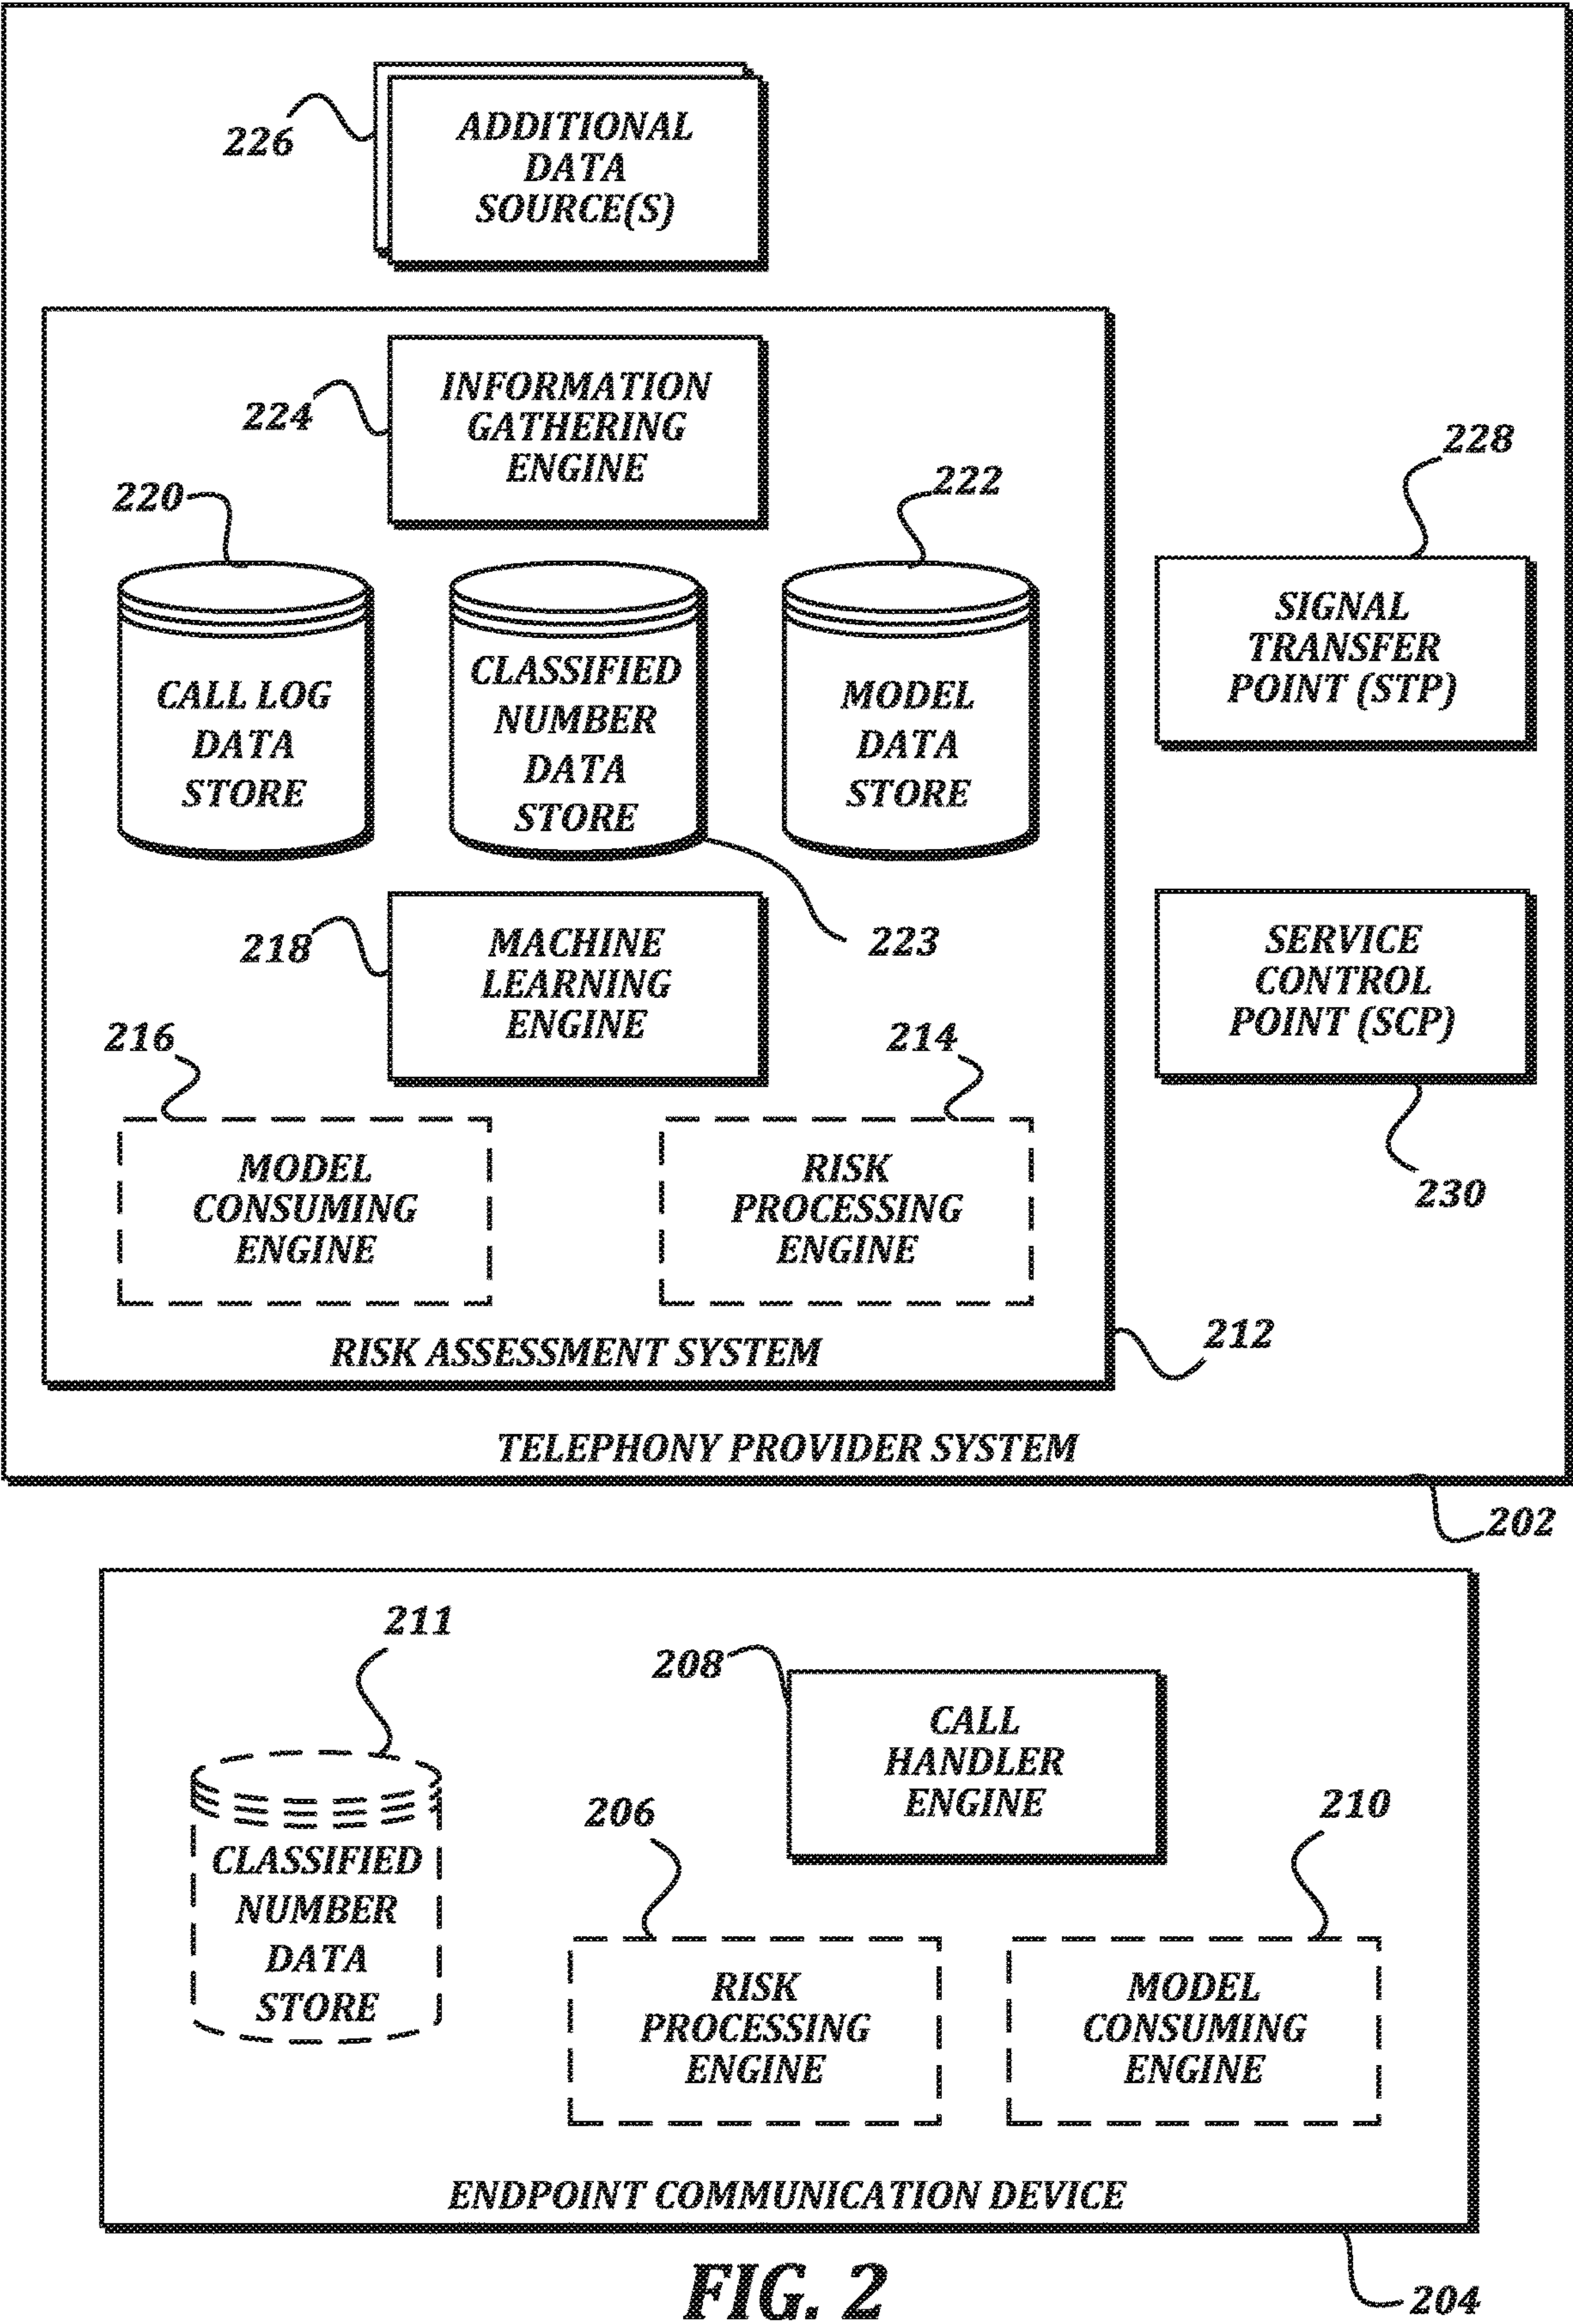 226
ADDITIONAL
DATA
SOURCE(S)
224
INFORMATION
GATHERING
ENGINE
220
222
228
CALL LOG
DATA
STORE
CLASSIFIED
NUMBER
DATA
STORE
MODEL
DATA
STORE
SIGNAL
TRANSFER
POINT (STP)
218
MACHINE
LEARNING
ENGINE
223
SERVICE
CONTROL
POINT (SCP)
216
214
230
MODEL
CONSUMING
ENGINE
RISK
PROCESSING
ENGINE
RISK ASSESSMENT SYSTEM
212
TELEPHONY PROVIDER SYSTEM
202
211
208
CALL
HANDLER
ENGINE
206
210
CLASSIFIED
NUMBER
DATA
STORE
RISK
PROCESSING
ENGINE
MODEL
CONSUMING
ENGINE
ENDPOINT COMMUNICATION DEVICE
FIG. 2
204